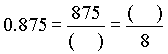 0.875 = 875/( ) = ( )/8